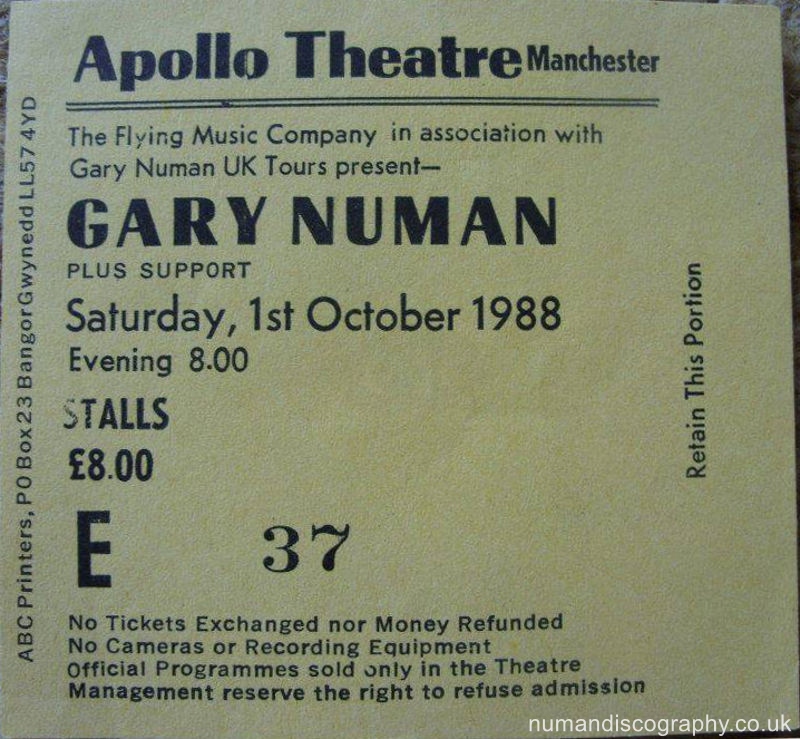 Apollo Theatre Manchester
The Flying Music Company in association with
Gary Numan UK Tours present—
GARY NUMAN
PLUS SUPPORT
Saturday, 1st October 1988
Evening 8.00
STALLS
£8.00
E 37
No Tickets Exchanged nor Money Refunded
No Cameras or Recording Equipment
Official Programmes sold only in the Theatre
Management reserve the right to refuse admission
ABC Printers, PO Box 23 Bangor Gwynedd LL57 4YD
Retain This Portion
numandiscography.co.uk